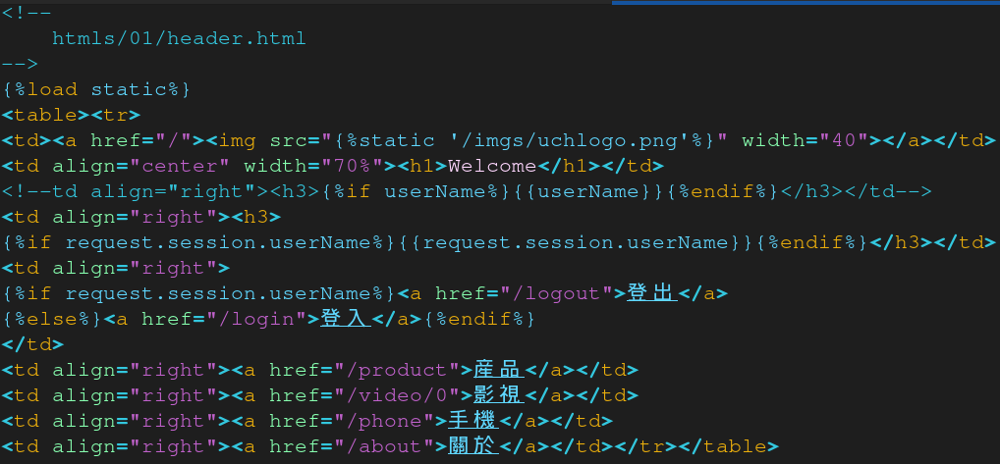 <!--
    htmls/01/header.html
-->
{%load static%}
<table><tr>
<td><a href="/"><img src="{%static '/imgs/uchlogo.png'%}" width="40"></a></td>
<td align="center" width="70%"><h1>Welcome</h1></td>
<!--td align="right"><h3>{%if userName%}{{userName}}{%endif%}</h3></td-->
<td align="right"><h3>
{%if request.session.userName%}{{request.session.userName}}{%endif%}</h3></td>
<td align="right">
{%if request.session.userName%}<a href="/logout">登出</a>
{%else%}<a href="/login">登入</a>{%endif%}
</td>
<td align="right"><a href="/product">產品</a></td>
<td align="right"><a href="/video/0">影視</a></td>
<td align="right"><a href="/phone">手機</a></td>
<td align="right"><a href="/about">關於</a></td></tr></table>